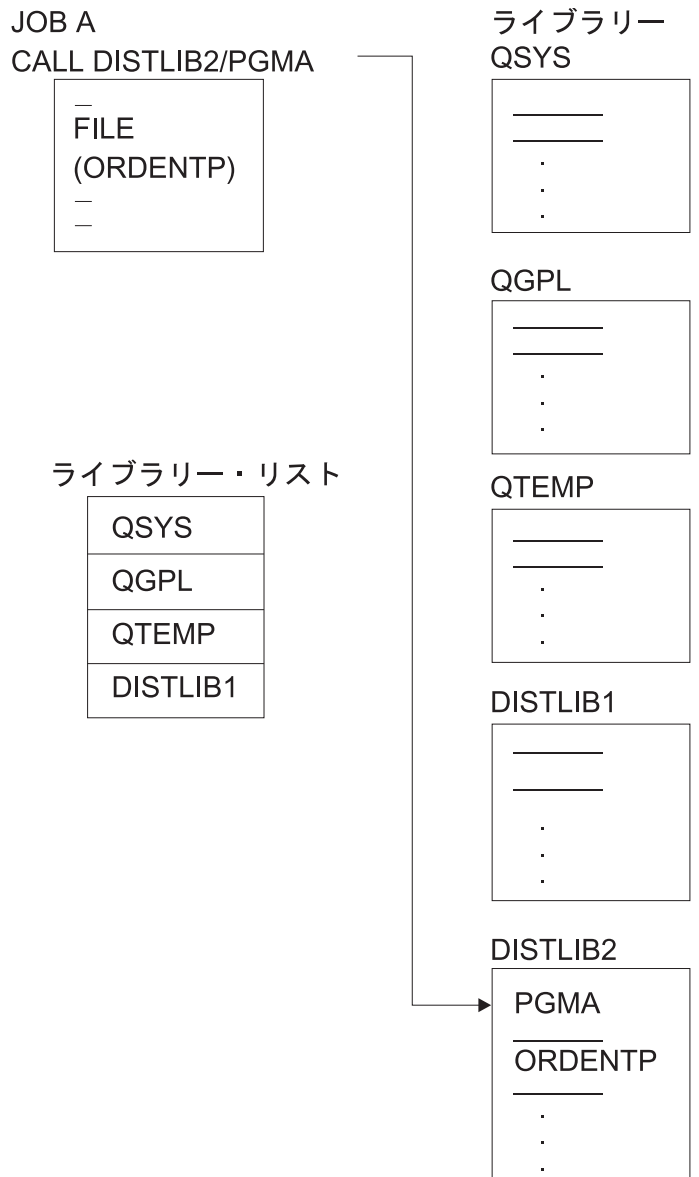 JOB A
CALL DISTLIB2/PGMA
FILE
(ORDENTP)
ライブラリー・リスト
QSYS
QGPL
QTEMP
DISTLIB1
ライブラリー
QSYS
QGPL
QTEMP
DISTLIB1
DISTLIB2
PGMA
ORDENTP